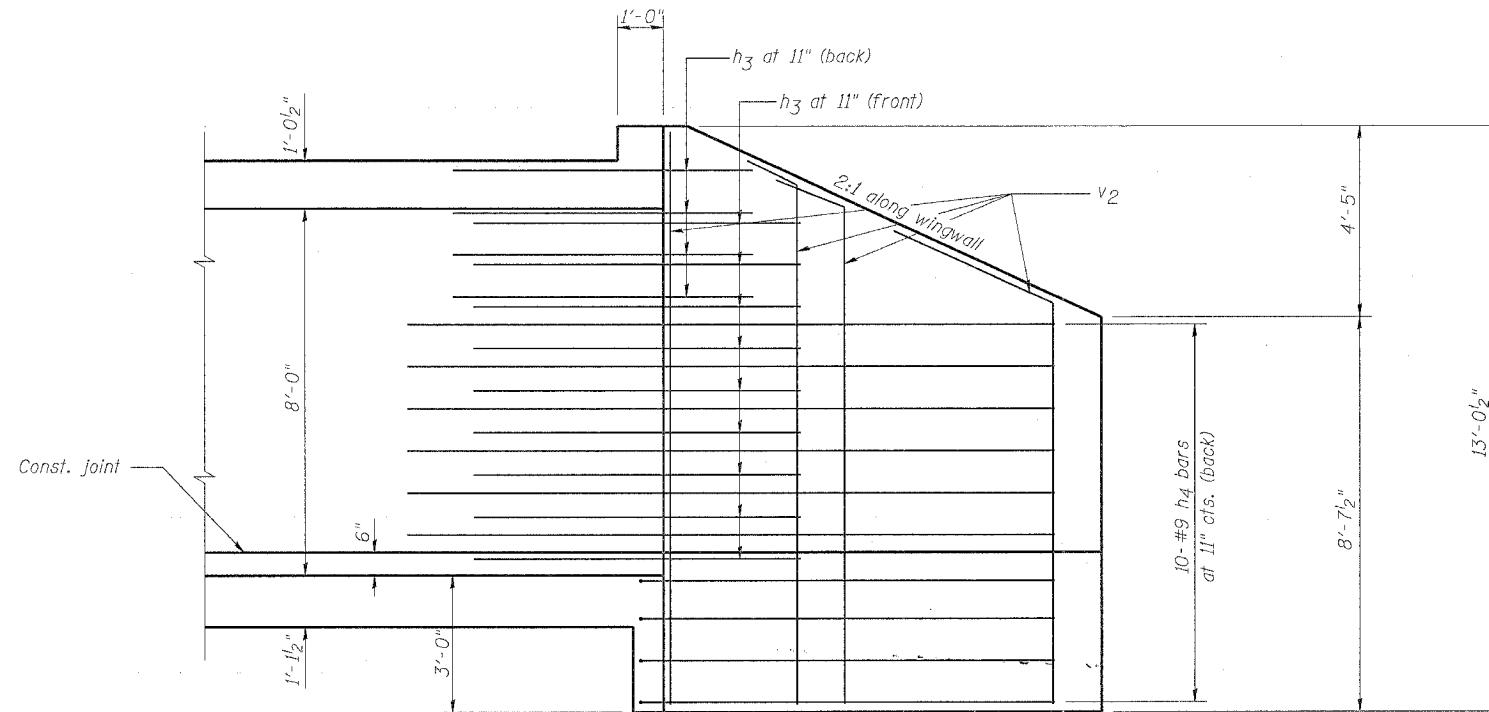 1'-0"
h3 at 11" (back)
h3 at 11" (front)
1'-0½"
2:1 along wingwall
v2
4'-5"
8'-0"
13'-0½"
Const. joint
6"
10-#9 h4 bars
at 11" cts. (back)
8'-7½"
3'-0"
1'-1½"